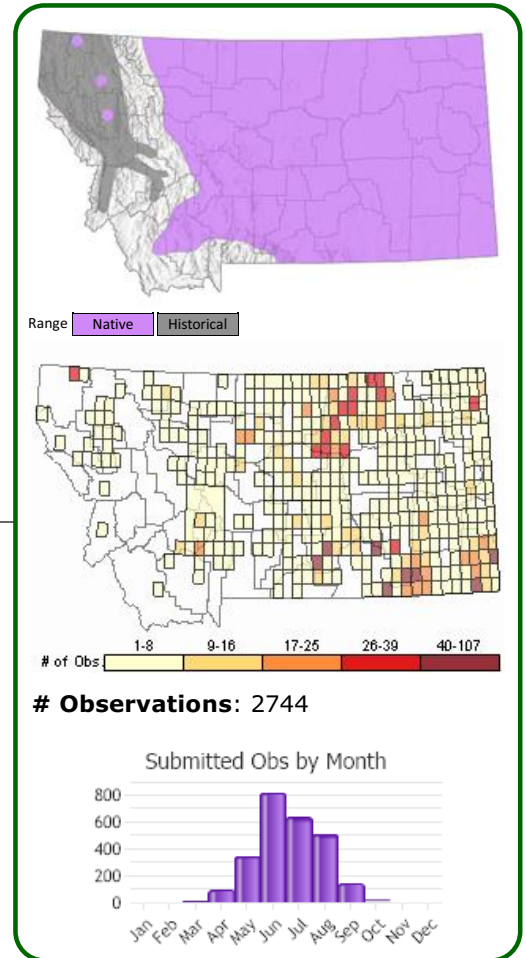 Range Native Historical
1-8 9-16 17-25 26-39 40-107
# of Obs.
# Observations: 2744
Submitted Obs by Month
800
600
400
200
0
Jan Feb Mar Apr May Jun Jul Aug Sep Oct Nov Dec